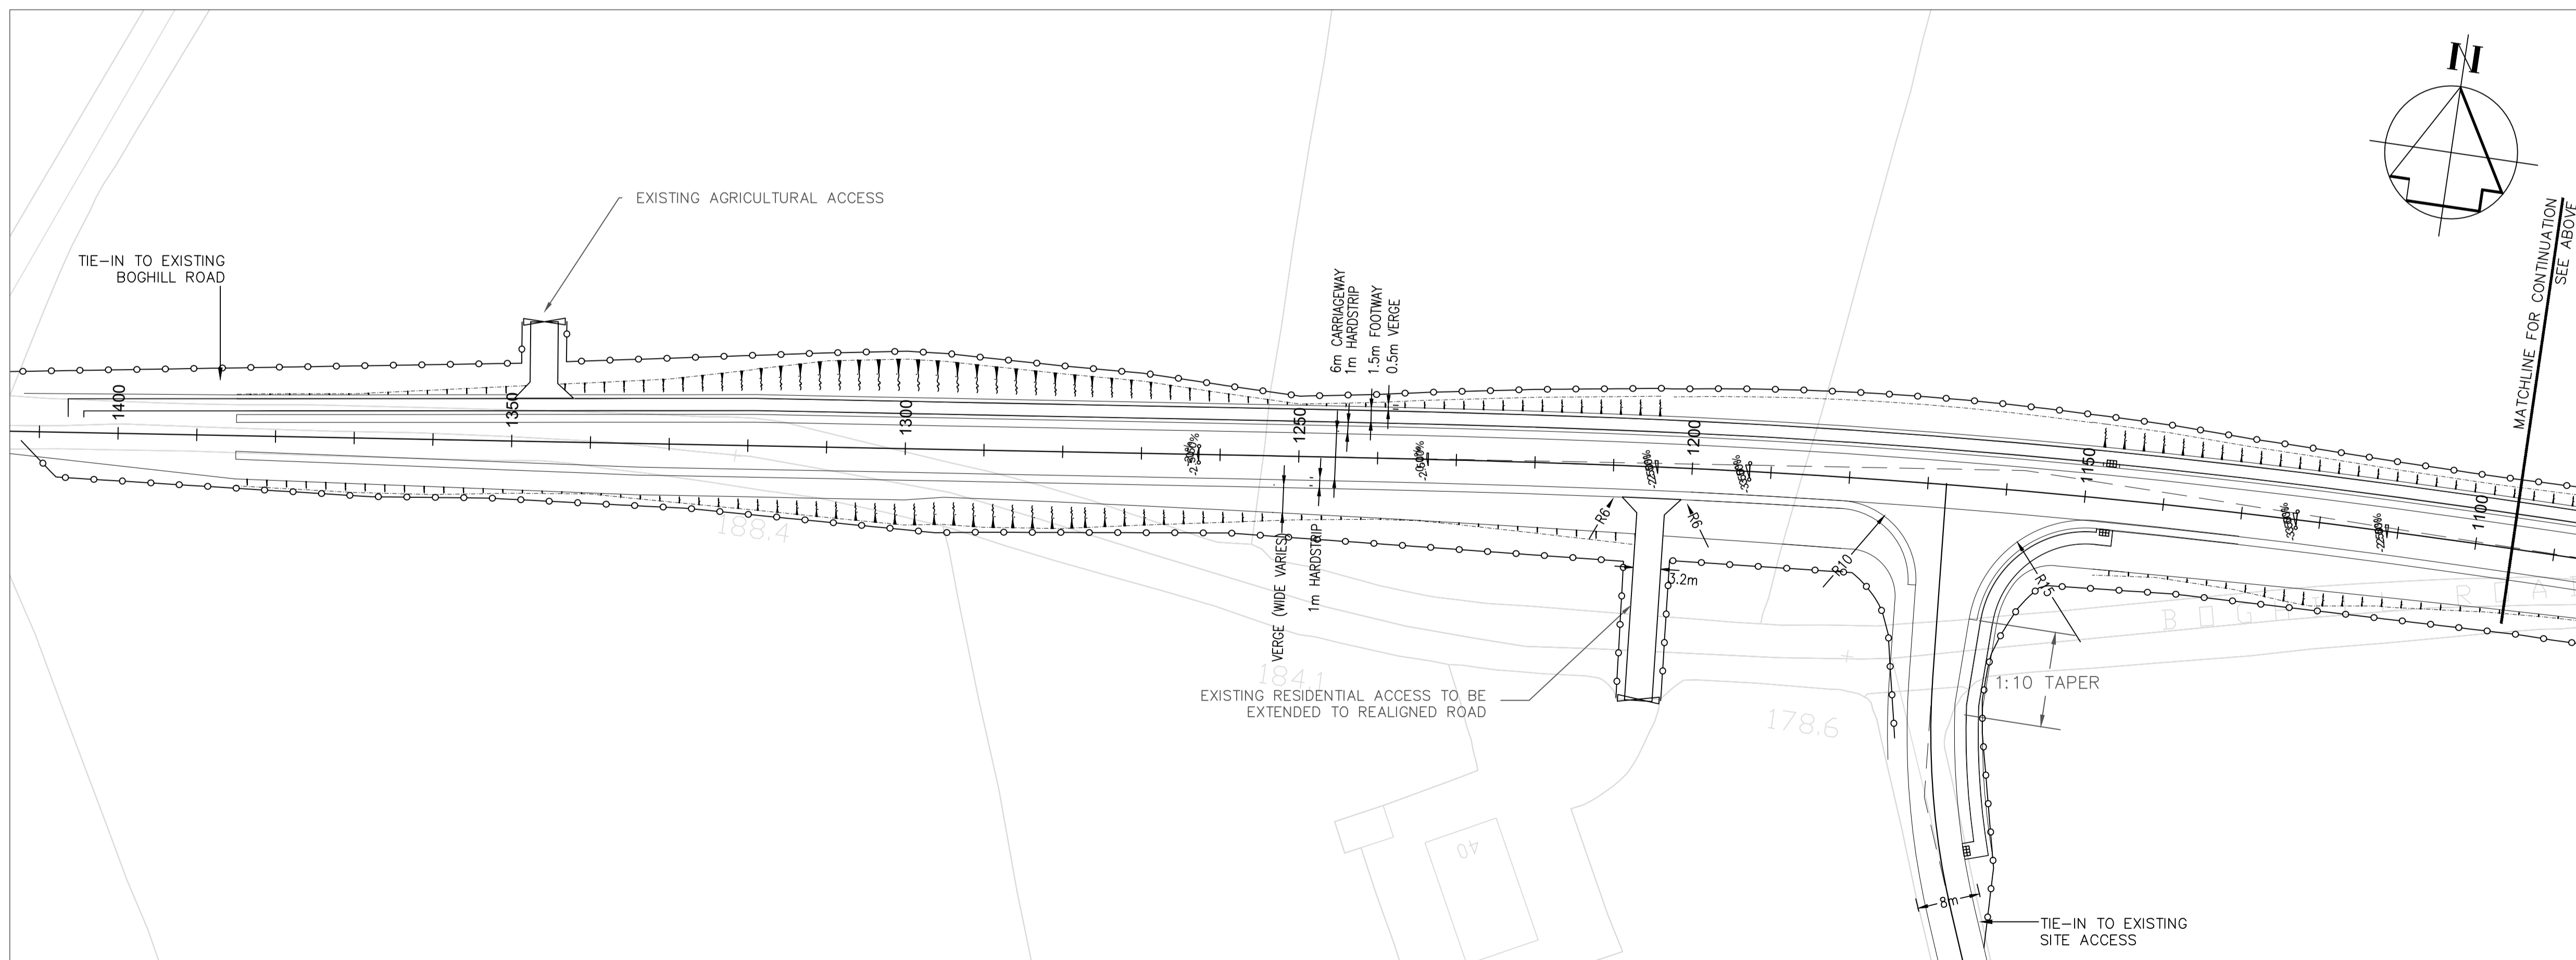 N
MATCHLINE FOR CONTINUATION
SEE ABOVE
EXISTING AGRICULTURAL ACCESS
TIE-IN TO EXISTING
BOGHILL ROAD
6m CARRIAGEWAY
1m HARDSTRIP
1.5m FOOTWAY
0.5m VERGE
1400
1350
1300
1250
1200
1150
1100
R6
R6
R10
R15
3.2m
VERGE (WIDE VARIES)
1m HARDSTRIP
188.4
184.1
178.6
EXISTING RESIDENTIAL ACCESS TO BE
EXTENDED TO REALIGNED ROAD
1:10 TAPER
40
8m
TIE-IN TO EXISTING
SITE ACCESS